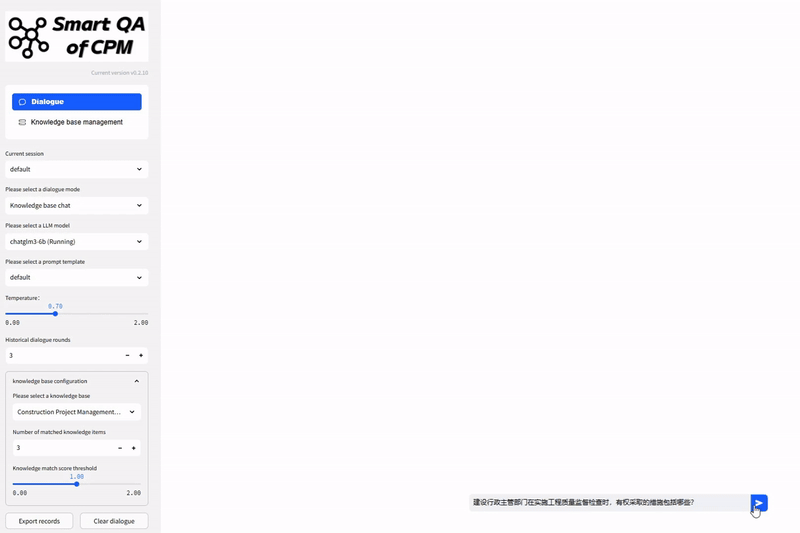 Smart QA
of CPM
Current version v0.2.10
Dialogue
Knowledge base management
Current session
default
Please select a dialogue mode
Knowledge base chat
Please select a LLM model
chatglm3-6b (Running)
Please select a prompt template
default
Temperature：
0.70
0.00 2.00
Historical dialogue rounds
3 − +
knowledge base configuration
Please select a knowledge base
Construction Project Management...
Number of matched knowledge items
3 − +
Knowledge match score threshold
1.00
0.00 2.00
Export records Clear dialogue
建设行政主管部门在实施工程质量监督检查时，有权采取的措施包括哪些?